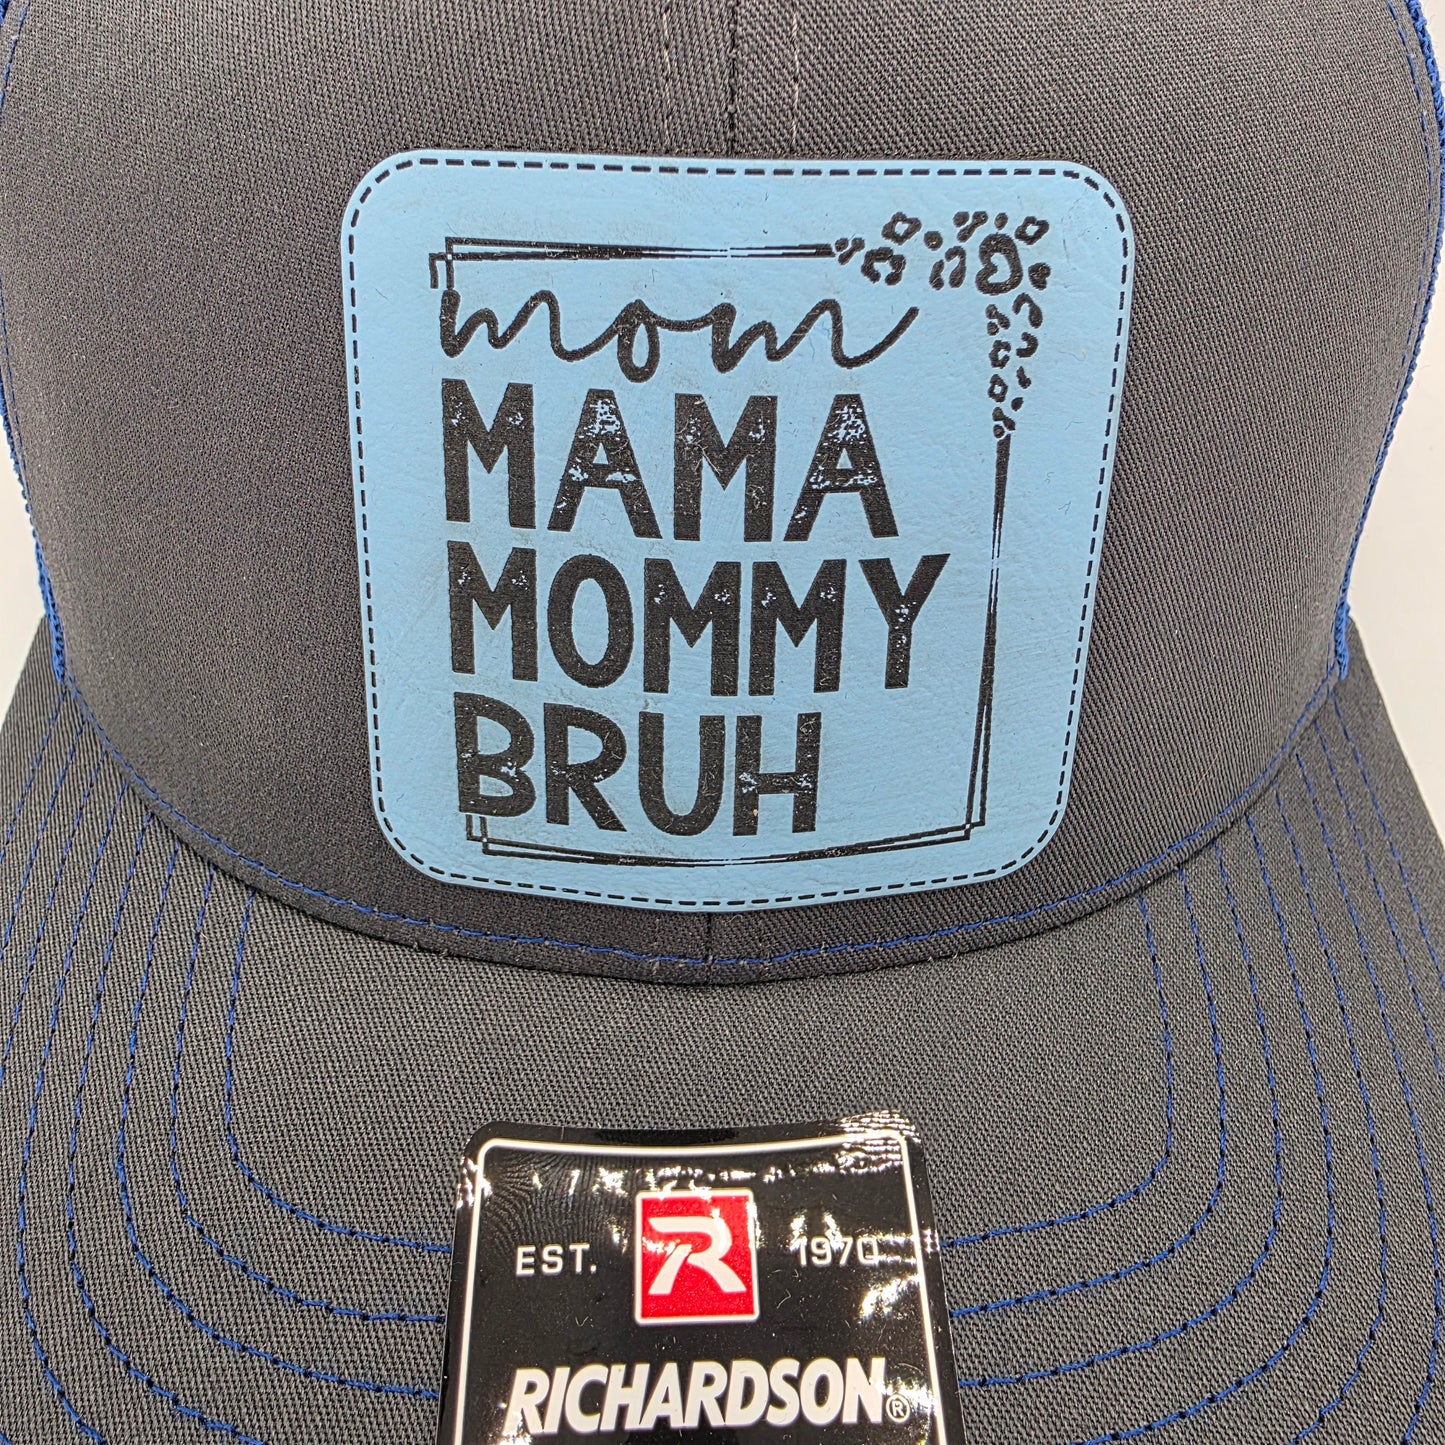 mom
MAMA
MOMMY
BRUH
EST. R 1970
RICHARDSON®